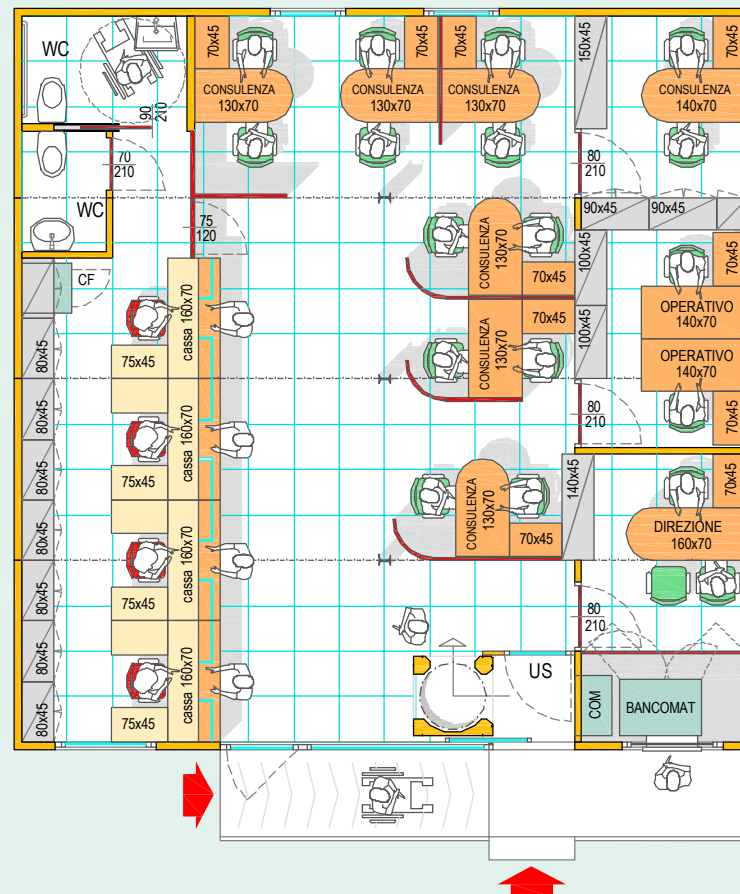 WC
70x45
70x45
70x45
150x45
70x45
CONSULENZA
130x70
CONSULENZA
130x70
CONSULENZA
130x70
CONSULENZA
140x70
90
210
70
210
80
210
WC
75
120
90x45
90x45
CF
CONSULENZA
130x70
70x45
100x45
70x45
cassa 160x70
OPERATIVO
140x70
80x45
75x45
CONSULENZA
130x70
70x45
100x45
OPERATIVO
140x70
80x45
cassa 160x70
80
210
70x45
80x45
75x45
CONSULENZA
130x70
140x45
70x45
80x45
cassa 160x70
70x45
DIREZIONE
160x70
80x45
75x45
80
210
80x45
cassa 160x70
US
COM
BANCOMAT
80x45
75x45